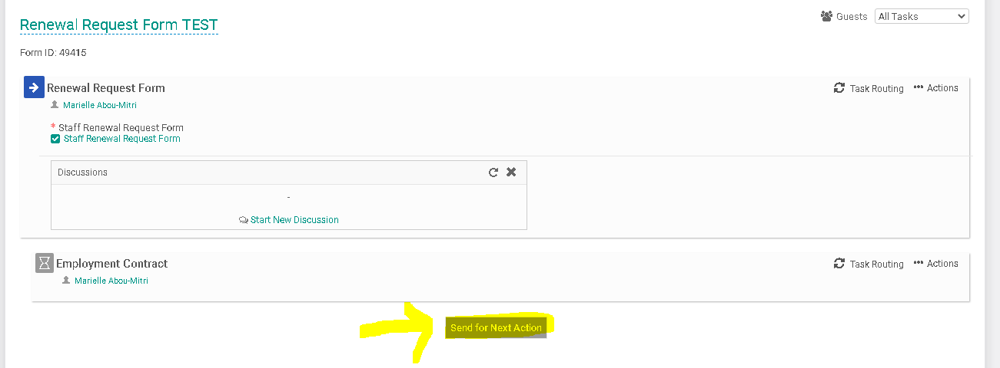 Renewal Request Form TEST
Guests All Tasks
Form ID: 49415
Renewal Request Form
Task Routing ••• Actions
Marielle Abou-Mitri
* Staff Renewal Request Form
Staff Renewal Request Form
Discussions
-
Start New Discussion
Employment Contract
Task Routing ••• Actions
Marielle Abou-Mitri
Send for Next Action